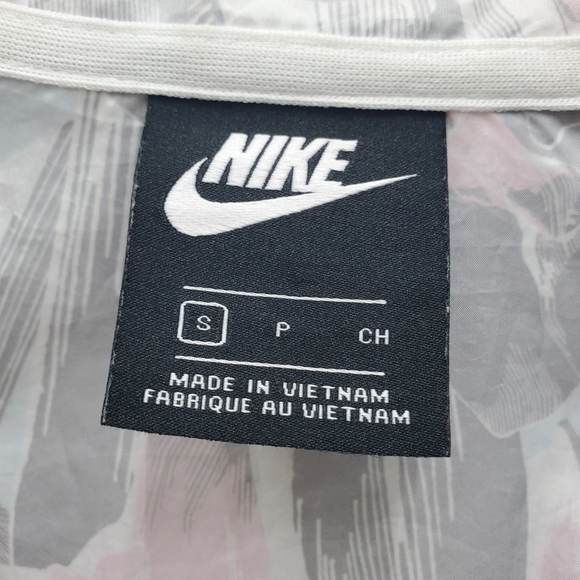 NIKE
S P CH
MADE IN VIETNAM
FABRIQUE AU VIETNAM